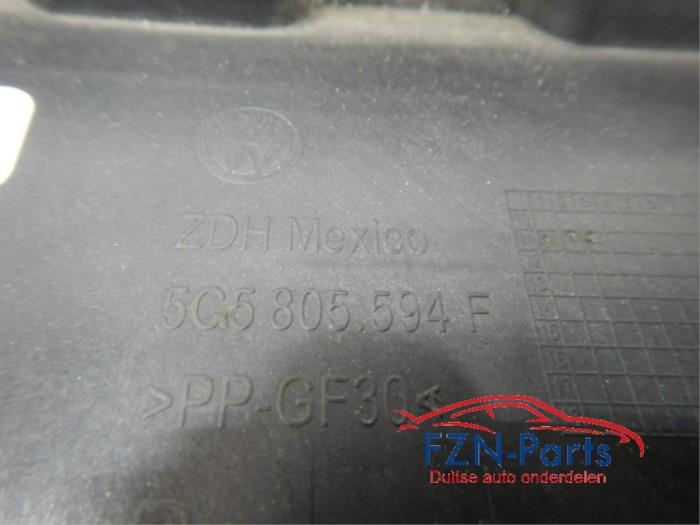 ZDH Mexico
5G5 805.594 F
>PP-GF30<
FZN-Parts
Duitse auto onderdelen